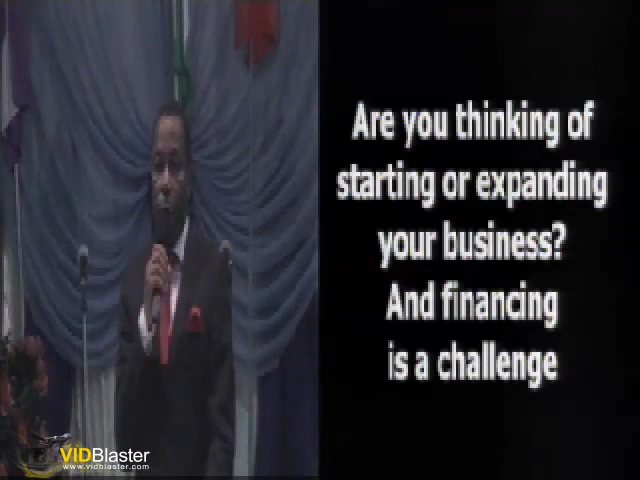 Are you thinking of
starting or expanding
your business?
And financing
is a challenge
VIDBlaster
www.vidblaster.com